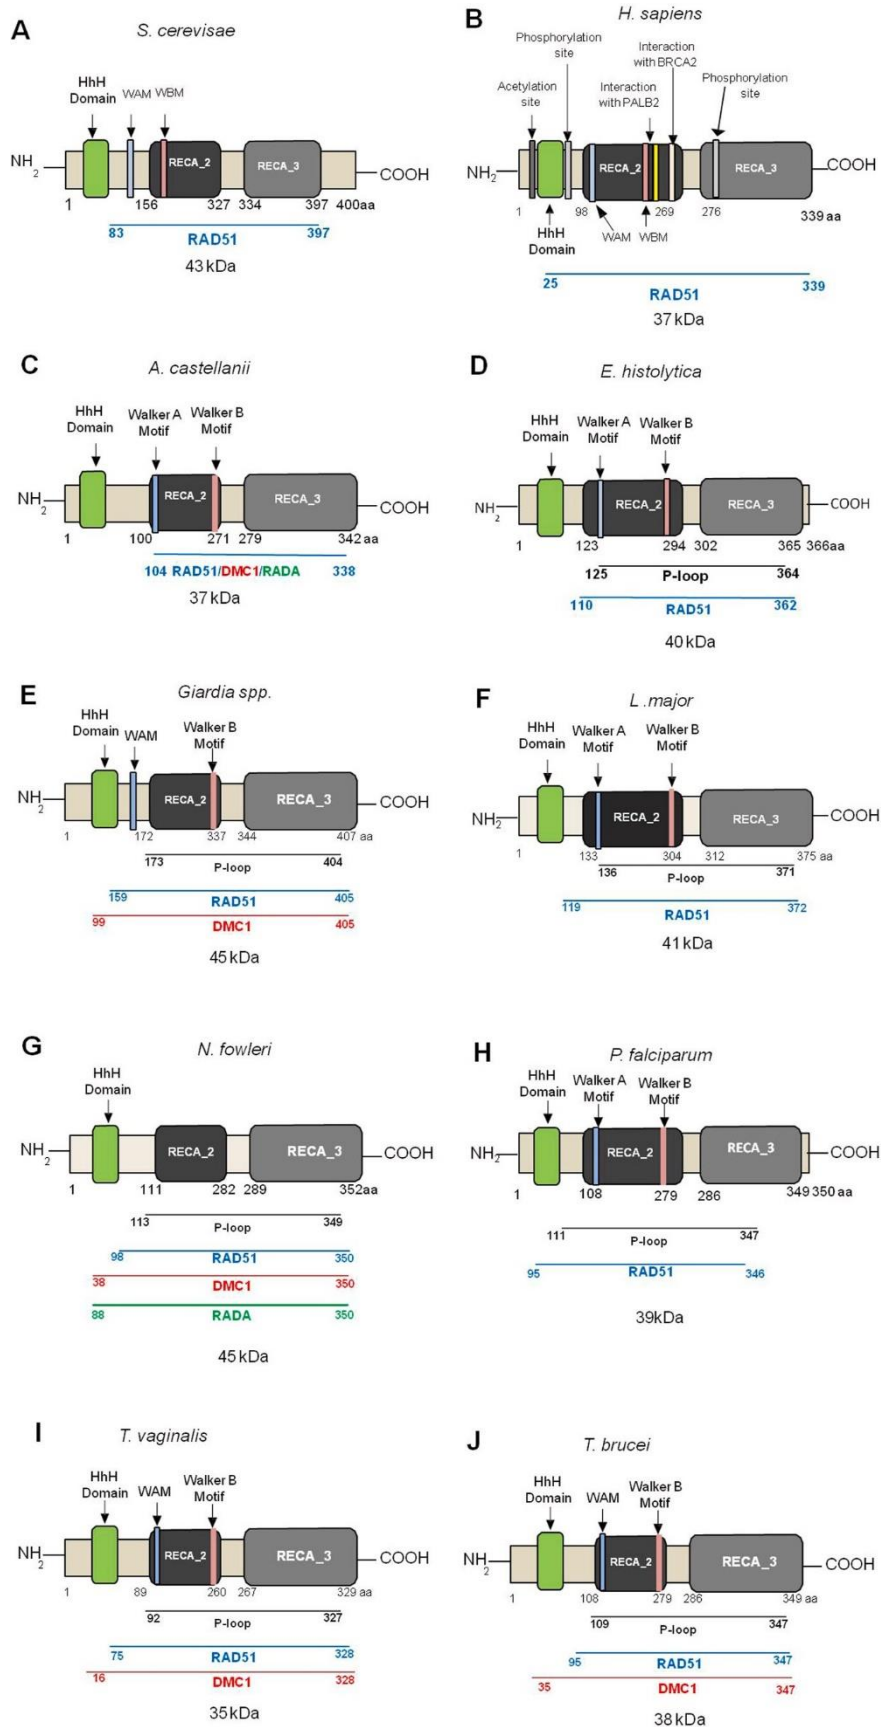 A
S. cerevisae
HhH
Domain
WAM WBM
NH2
RECA_2
RECA_3
COOH
1 156 327 334 397 400aa
83 RAD51 397
43 kDa
B
H. sapiens
Phosphorylation
site
Interaction
with BRCA2
Acetylation
site
Interaction
with PALB2
Phosphorylation
site
NH2
RECA_2
RECA_3
COOH
1 98 269 276 339 aa
HhH
Domain
WAM WBM
25 RAD51 339
37 kDa
C
A. castellanii
HhH
Domain
Walker A
Motif
Walker B
Motif
NH2
RECA_2
RECA_3
COOH
1 100 271 279 342 aa
104 RAD51/DMC1/RADA 338
37 kDa
D
E. histolytica
HhH
Domain
Walker A
Motif
Walker B
Motif
NH2
RECA_2
RECA_3
COOH
1 123 294 302 365 366aa
125 P-loop 364
110 RAD51 362
40 kDa
E
Giardia spp.
HhH
Domain
WAM
Walker B
Motif
NH2
RECA_2
RECA_3
COOH
1 172 337 344 407 aa
173 P-loop 404
159 RAD51 405
99 DMC1 405
45 kDa
F
L .major
HhH
Domain
Walker A
Motif
Walker B
Motif
NH2
RECA_2
RECA_3
COOH
1 133 304 312 375 aa
136 P-loop 371
119 RAD51 372
41 kDa
G
N. fowleri
HhH
Domain
NH2
RECA_2
RECA_3
COOH
1 111 282 289 352aa
113 P-loop 349
98 RAD51 350
38 DMC1 350
88 RADA 350
45 kDa
H
P. falciparum
HhH
Domain
Walker A
Motif
Walker B
Motif
NH2
RECA_2
RECA_3
COOH
1 108 279 286 349 350 aa
111 P-loop 347
95 RAD51 346
39kDa
I
T. vaginalis
HhH
Domain
WAM
Walker B
Motif
NH2
RECA_2
RECA_3
COOH
1 89 260 267 329 aa
92 P-loop 327
75 RAD51 328
16 DMC1 328
35 kDa
J
T. brucei
HhH
Domain
WAM
Walker B
Motif
NH2
RECA_2
RECA_3
COOH
1 108 279 286 349 aa
109 P-loop 347
95 RAD51 347
35 DMC1 347
38 kDa